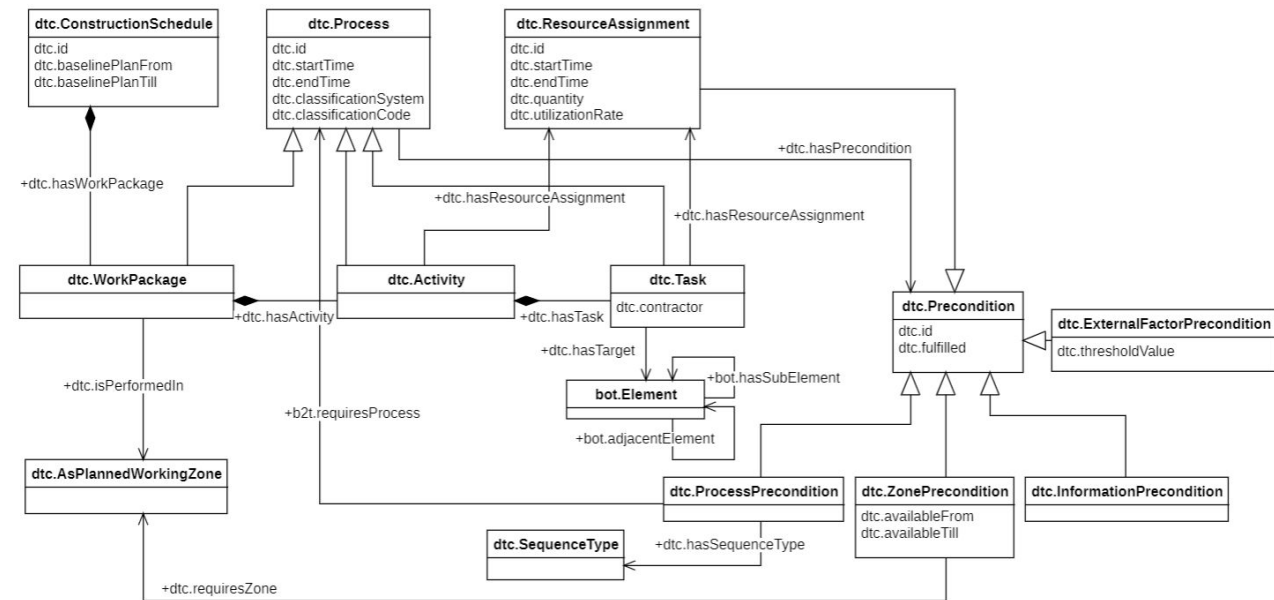 dtc.ConstructionSchedule
dtc.id
dtc.baselinePlanFrom
dtc.baselinePlanTill
dtc.Process
dtc.id
dtc.startTime
dtc.endTime
dtc.classificationSystem
dtc.classificationCode
dtc.ResourceAssignment
dtc.id
dtc.startTime
dtc.endTime
dtc.quantity
dtc.utilizationRate
+dtc.hasPrecondition
+dtc.hasWorkPackage
+dtc.hasResourceAssignment
+dtc.hasResourceAssignment
dtc.WorkPackage
dtc.Activity
dtc.Task
dtc.contractor
+dtc.hasActivity
+dtc.hasTask
dtc.Precondition
dtc.id
dtc.fulfilled
dtc.ExternalFactorPrecondition
dtc.thresholdValue
+dtc.hasTarget
+dtc.isPerformedIn
bot.Element
+bot.hasSubElement
+b2t.requiresProcess
+bot.adjacentElement
dtc.AsPlannedWorkingZone
dtc.ProcessPrecondition
dtc.ZonePrecondition
dtc.availableFrom
dtc.availableTill
dtc.InformationPrecondition
dtc.SequenceType
+dtc.hasSequenceType
+dtc.requiresZone